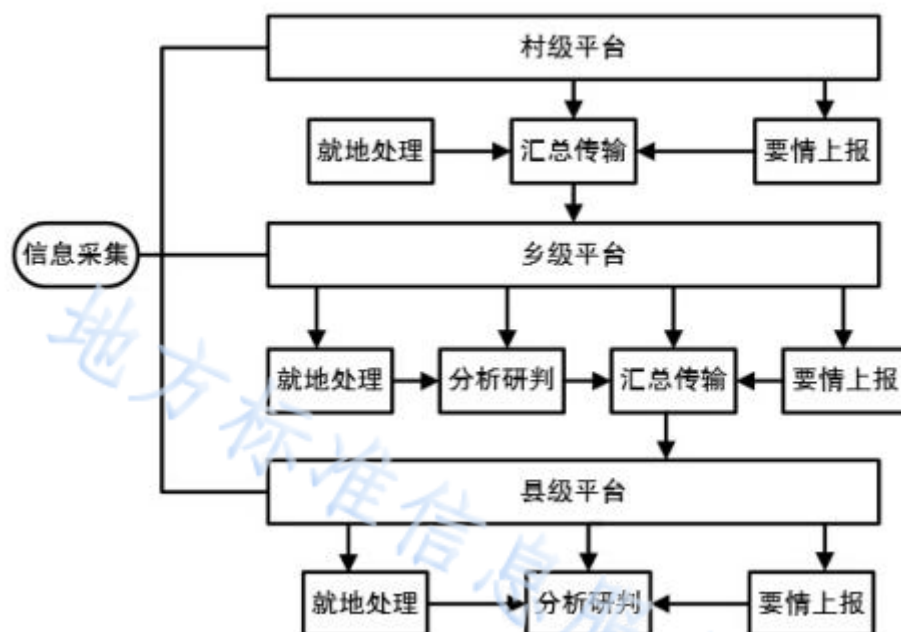 村级平台
就地处理
汇总传输
要情上报
信息采集
乡级平台
就地处理
分析研判
汇总传输
要情上报
县级平台
就地处理
分析研判
要情上报
地方标准信息服